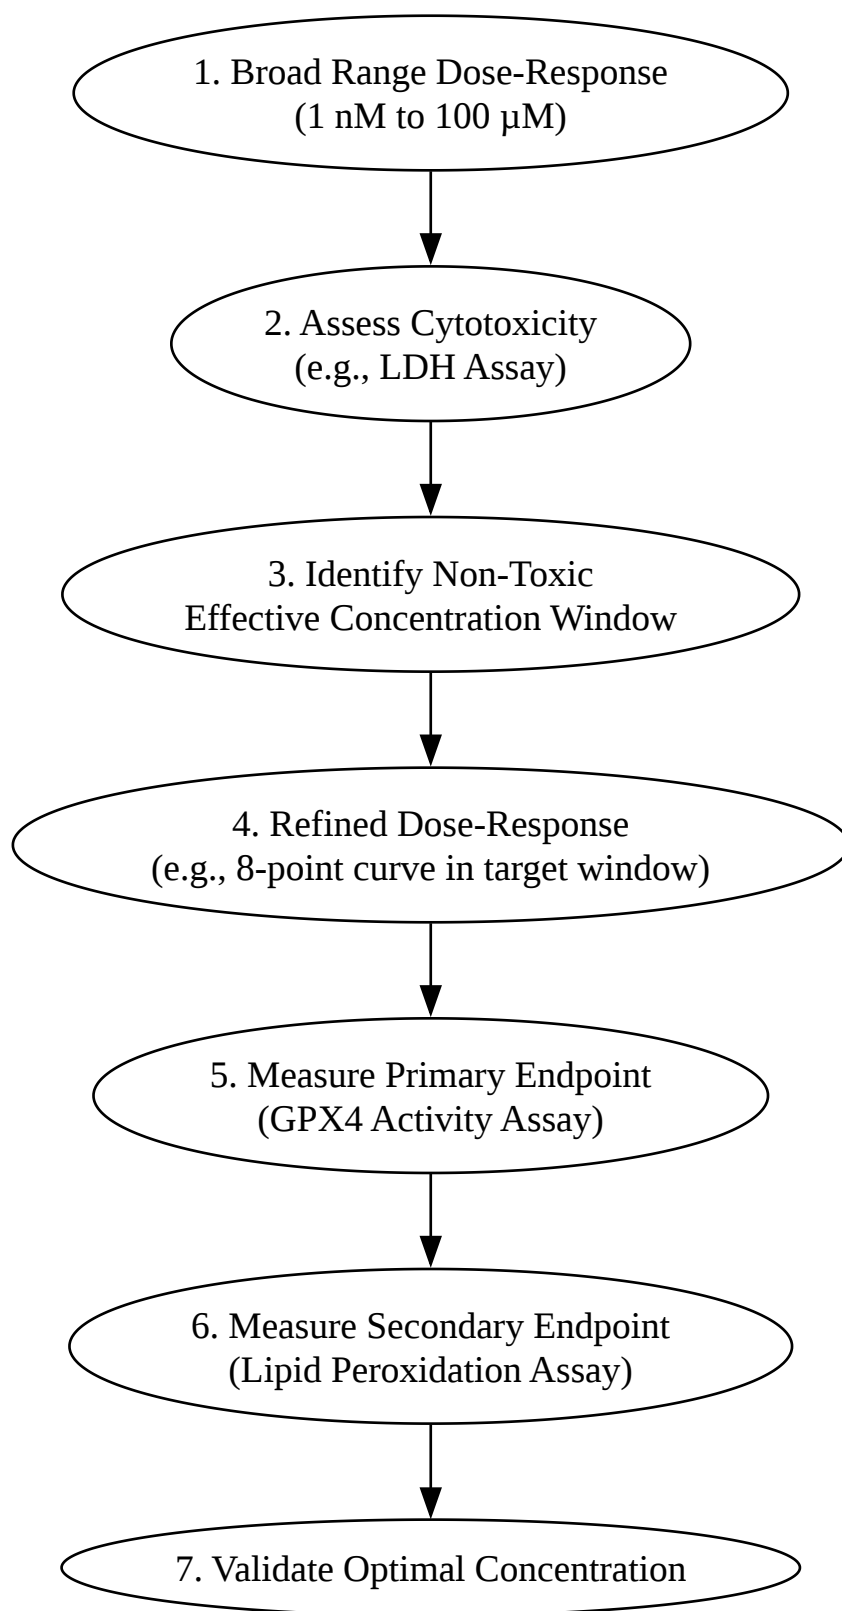 1. Broad Range Dose-Response
(1 nM to 100 µM)
2. Assess Cytotoxicity
(e.g., LDH Assay)
3. Identify Non-Toxic
Effective Concentration Window
4. Refined Dose-Response
(e.g., 8-point curve in target window)
5. Measure Primary Endpoint
(GPX4 Activity Assay)
6. Measure Secondary Endpoint
(Lipid Peroxidation Assay)
7. Validate Optimal Concentration